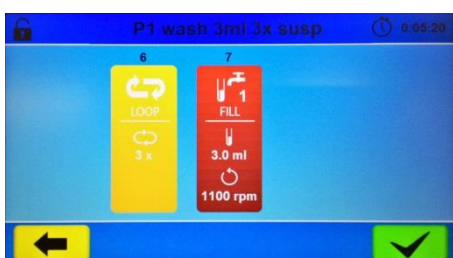 P1 wash 3ml 3x susp
0:05:20
6
7
LOOP
3 x
1
FILL
3.0 ml
1100 rpm